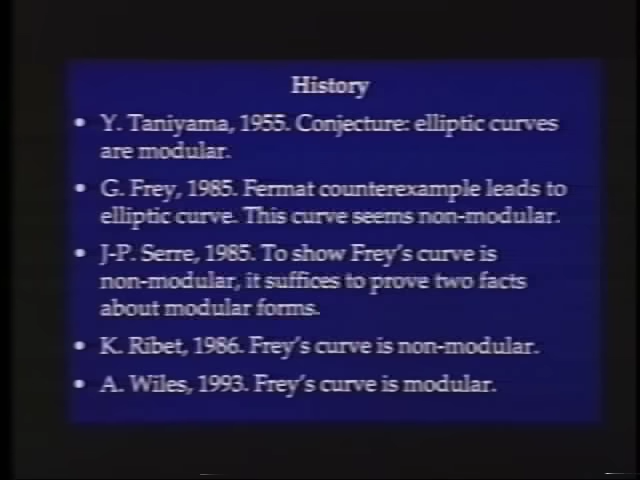 History
• Y. Taniyama, 1955. Conjecture: elliptic curves
are modular.
• G. Frey, 1985. Fermat counterexample leads to
elliptic curve. This curve seems non-modular.
• J-P. Serre, 1985. To show Frey's curve is
non-modular, it suffices to prove two facts
about modular forms.
• K. Ribet, 1986. Frey's curve is non-modular.
• A. Wiles, 1993. Frey's curve is modular.